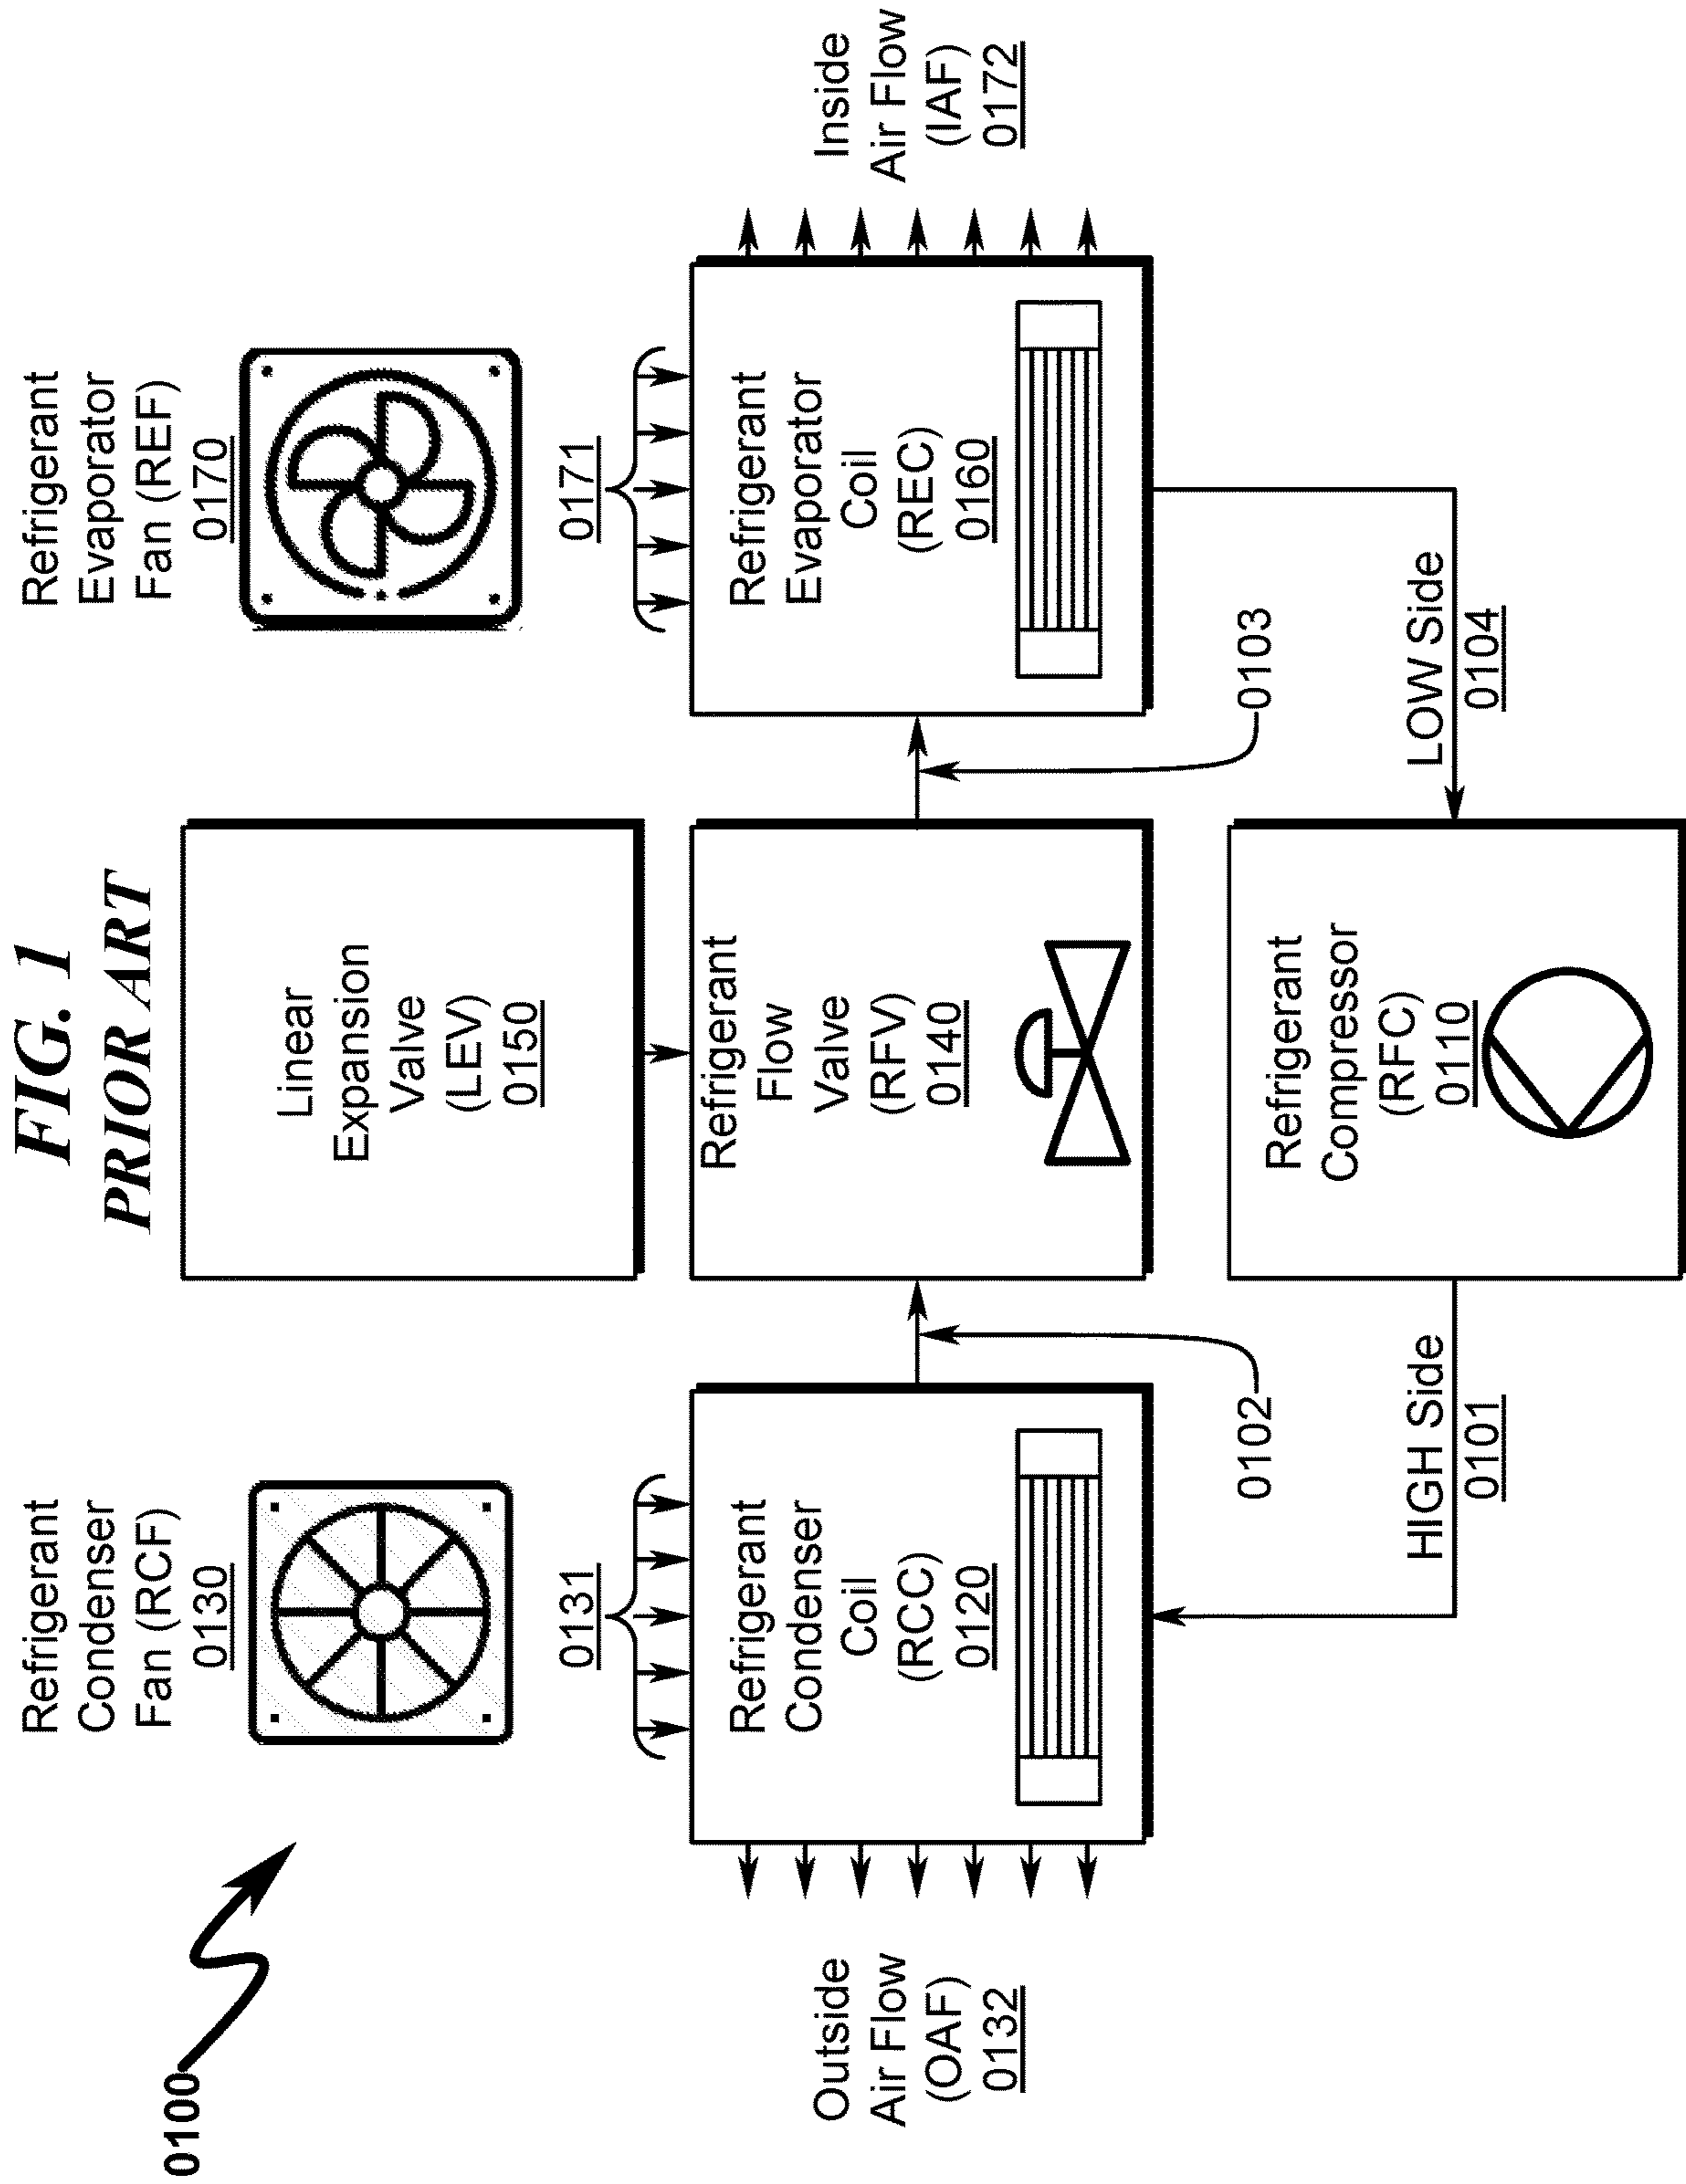 FIG. 1
PRIOR ART
0100
Refrigerant
Condenser
Fan (RCF)
0130
Refrigerant
Evaporator
Fan (REF)
0170
Linear
Expansion
Valve
(LEV)
0150
0131
0171
Outside
Air Flow
(OAF)
0132
Refrigerant
Condenser
Coil
(RCC)
0120
Refrigerant
Flow
Valve
(RFV)
0140
Refrigerant
Evaporator
Coil
(REC)
0160
Inside
Air Flow
(IAF)
0172
0102
0103
HIGH Side
0101
Refrigerant
Compressor
(RFC)
0110
LOW Side
0104